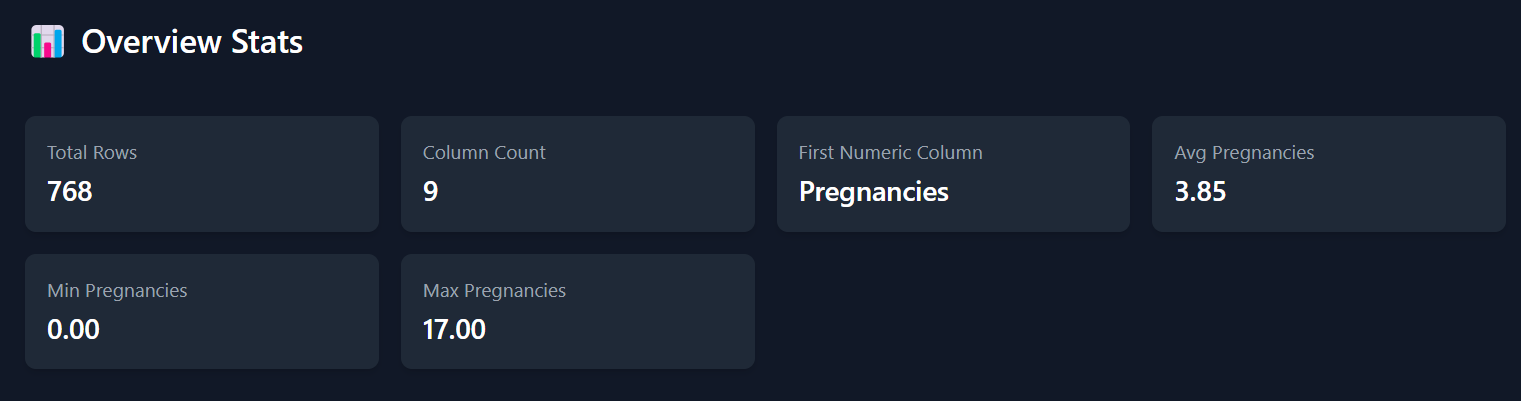 Overview Stats
Total Rows
768
Column Count
9
First Numeric Column
Pregnancies
Avg Pregnancies
3.85
Min Pregnancies
0.00
Max Pregnancies
17.00